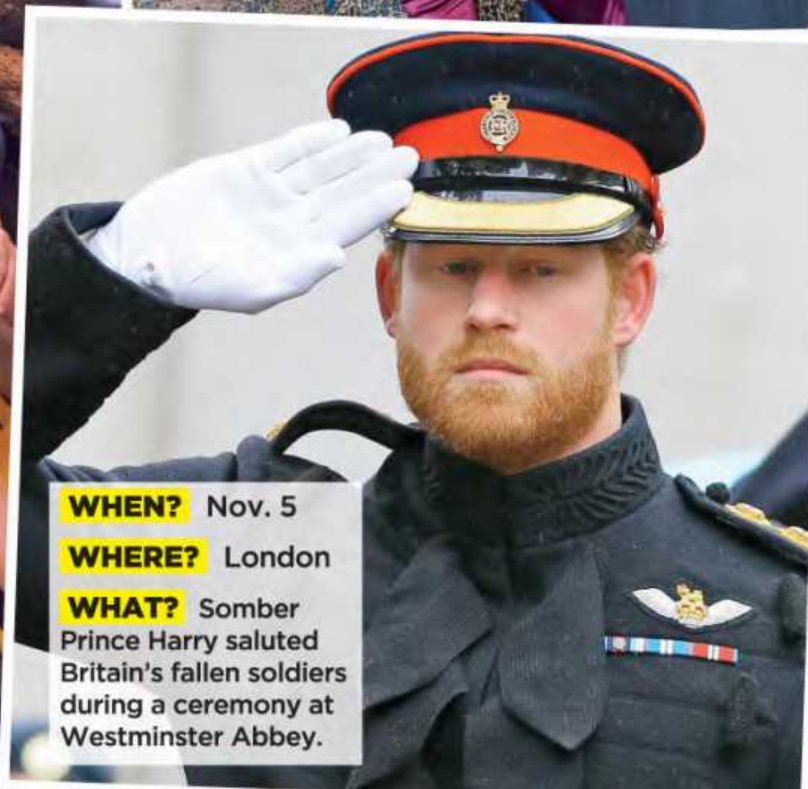 WHEN? Nov. 5
WHERE? London
WHAT? Somber
Prince Harry saluted
Britain's fallen soldiers
during a ceremony at
Westminster Abbey.